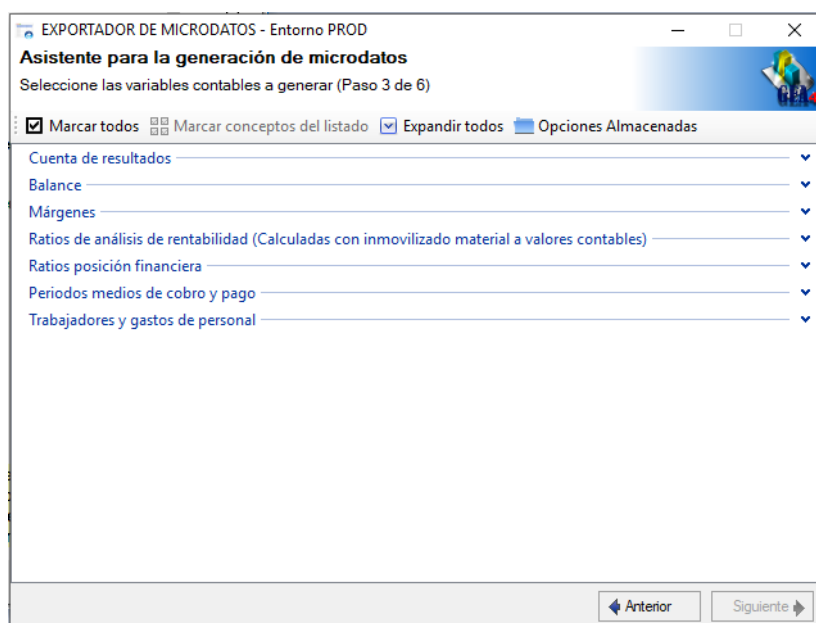 EXPORTADOR DE MICRODATOS - Entorno PROD
Asistente para la generación de microdatos
Seleccione las variables contables a generar (Paso 3 de 6)
Marcar todos Marcar conceptos del listado Expandir todos Opciones Almacenadas
Cuenta de resultados
Balance
Márgenes
Ratios de análisis de rentabilidad (Calculadas con inmovilizado material a valores contables)
Ratios posición financiera
Periodos medios de cobro y pago
Trabajadores y gastos de personal
Anterior Siguiente